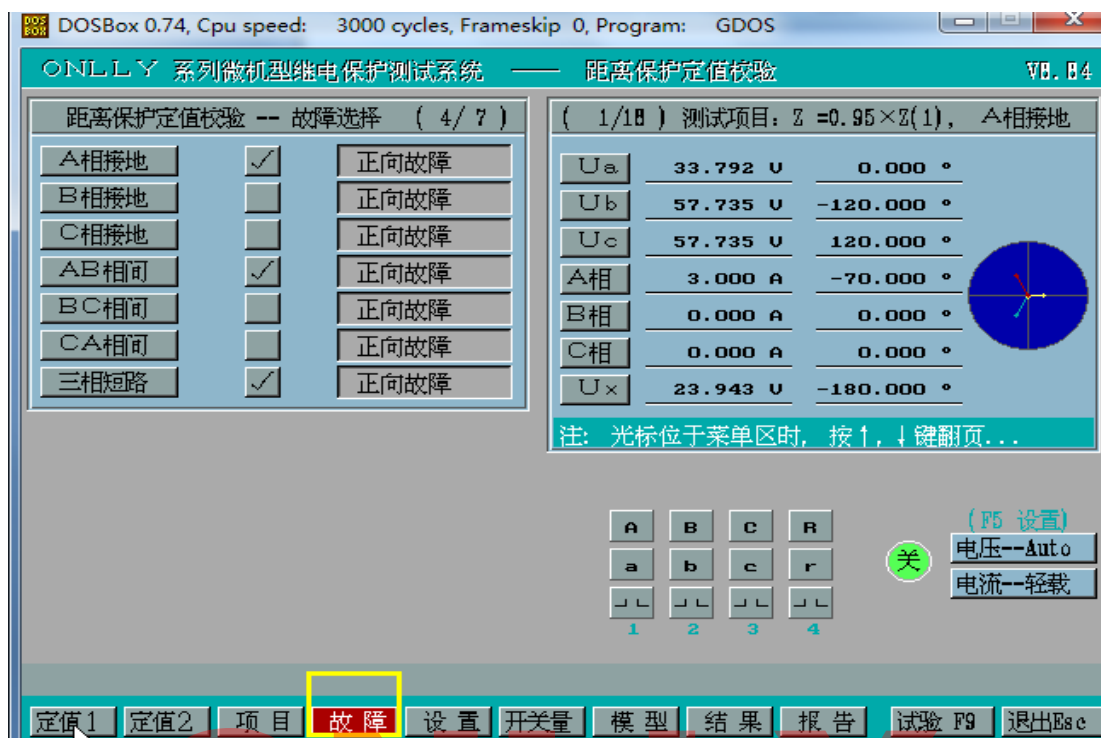 DOSBox 0.74, Cpu speed: 3000 cycles, Frameskip 0, Program: GDOS
ONLLY 系列微机型继电保护测试系统 —— 距离保护定值校验 V8.84
距离保护定值校验 -- 故障选择 ( 4/ 7 )
A相接地 ✓ 正向故障
B相接地 正向故障
C相接地 正向故障
AB相间 ✓ 正向故障
BC相间 正向故障
CA相间 正向故障
三相短路 ✓ 正向故障
( 1/18 ) 测试项目: Z =0.95×Z(1), A相接地
Ua 33.792 V 0.000 °
Ub 57.735 V -120.000 °
Uc 57.735 V 120.000 °
A相 3.000 A -70.000 °
B相 0.000 A 0.000 °
C相 0.000 A 0.000 °
Ux 23.943 V -180.000 °
注: 光标位于菜单区时, 按↑,↓键翻页...
A B C R
a b c r
1 2 3 4
关
(F5 设置)
电压--Auto
电流--轻载
定值1 定值2 项目 故障 设置 开关量 模型 结果 报告 试验 F9 退出Esc